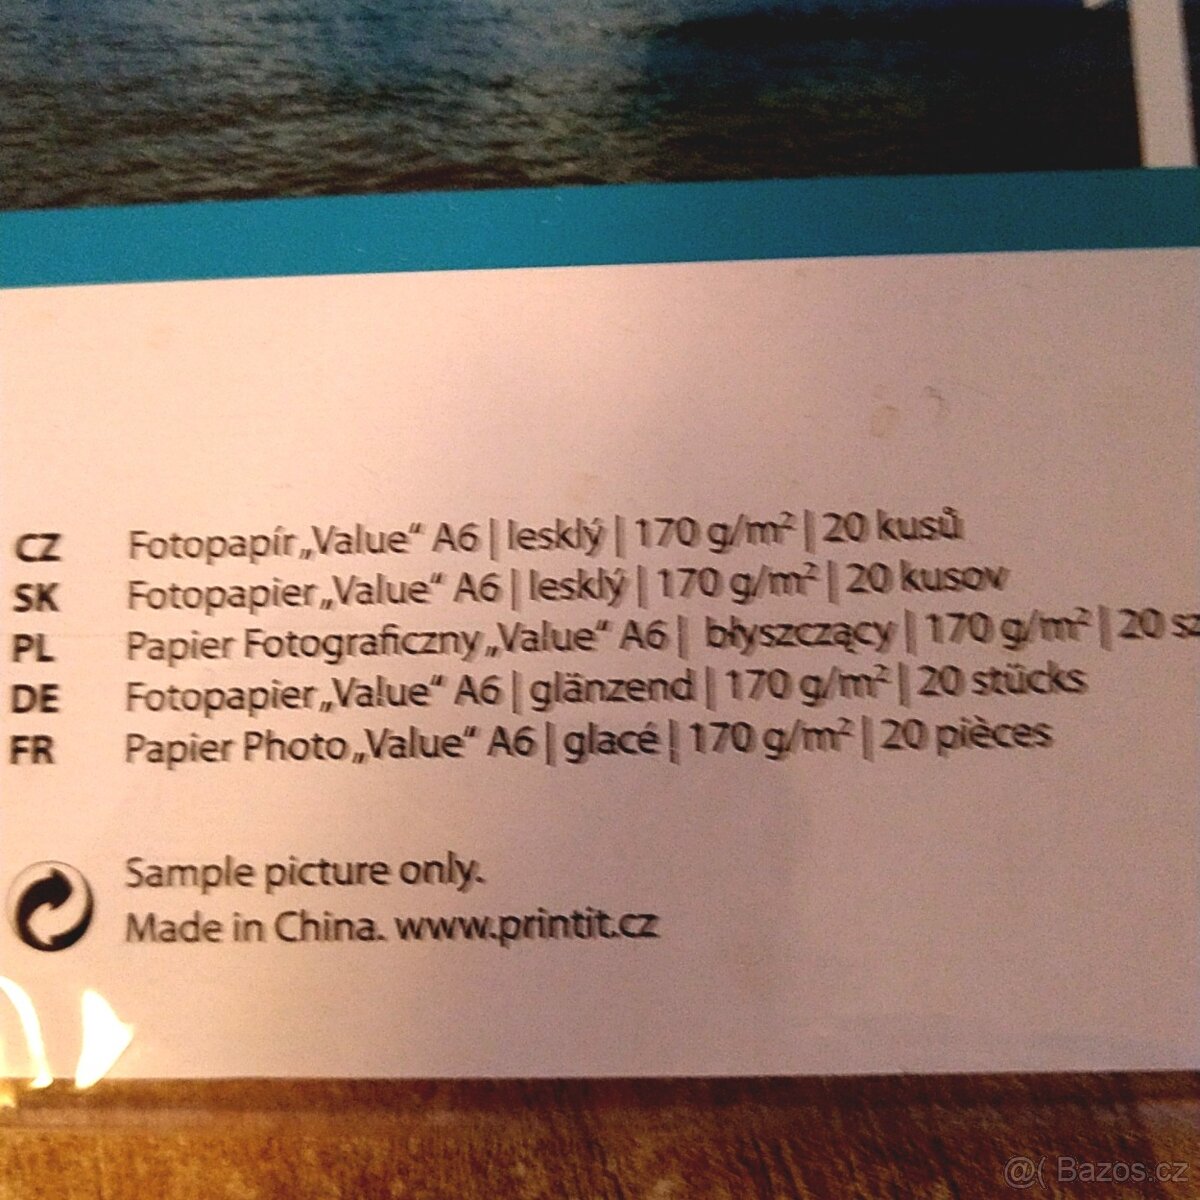 CZ Fotopapír „Value“ A6 | lesklý | 170 g/m² | 20 kusů
SK Fotopapier „Value“ A6 | lesklý | 170 g/m² | 20 kusov
PL Papier Fotograficzny „Value“ A6 | błyszczący | 170 g/m² | 20 sz
DE Fotopapier „Value“ A6 | glänzend | 170 g/m² | 20 stücks
FR Papier Photo „Value“ A6 | glacé | 170 g/m² | 20 pièces
Sample picture only.
Made in China. www.printit.cz
@( Bazos.cz